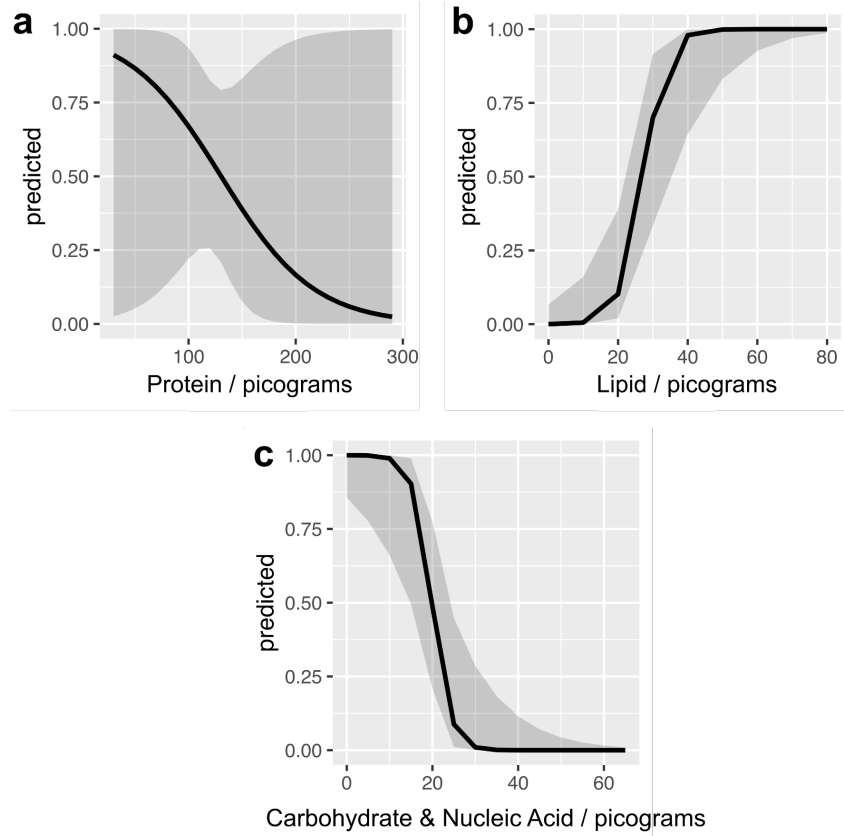 a
1.00
0.75
0.50
0.25
0.00
predicted
100 200 300
Protein / picograms
b
1.00
0.75
0.50
0.25
0.00
predicted
0 20 40 60 80
Lipid / picograms
c
1.00
0.75
0.50
0.25
0.00
predicted
0 20 40 60
Carbohydrate & Nucleic Acid / picograms